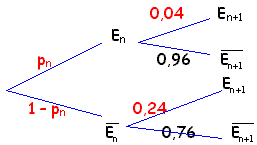 0,04 E_{n+1}
E_n
p_n 0,96 \overline{E_{n+1}}
E_{n+1}
1 - p_n 0,24
\overline{E_n} 0,76 \overline{E_{n+1}}